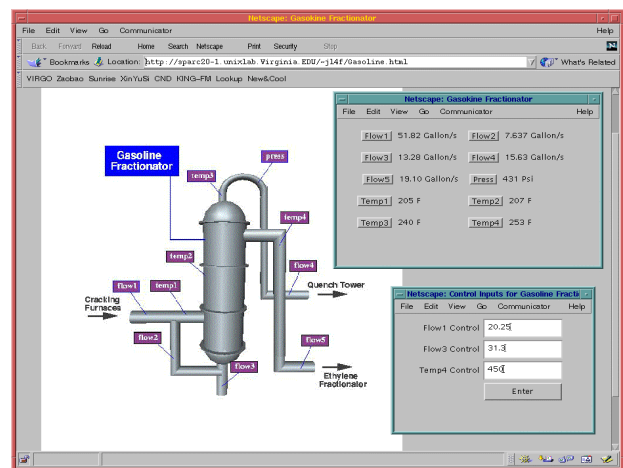 Netscape: Gasokine Fractionator
File Edit View Go Communicator Help
Back Forward Reload Home Search Netscape Print Security Stop
Bookmarks Location: http://sparc20-1.unixlab.Virginia.EDU/~jl4f/Gasoline.html What's Related
VIRGO Zaobao Sunrise XinYuSi CND KING-FM Lookup New&Cool
Gasoline
Fractionator
press
temp3
temp4
temp2
flow4
Quench Tower
flow1
temp1
Cracking
Furnaces
flow2
flow3
flow5
Ethylene
Fractionator
Netscape: Gasokine Fractionator
File Edit View Go Communicator Help
Flow1 51.82 Gallon/s Flow2 7.637 Gallon/s
Flow3 13.28 Gallon/s Flow4 15.63 Gallon/s
Flow5 19.10 Gallon/s Press 431 Psi
Temp1 205 F Temp2 207 F
Temp3 240 F Temp4 253 F
Netscape: Control Inputs for Gasoline Fracti
File Edit View Go Communicator Help
Flow1 Control 20.25
Flow3 Control 31.3
Temp4 Control 450
Enter